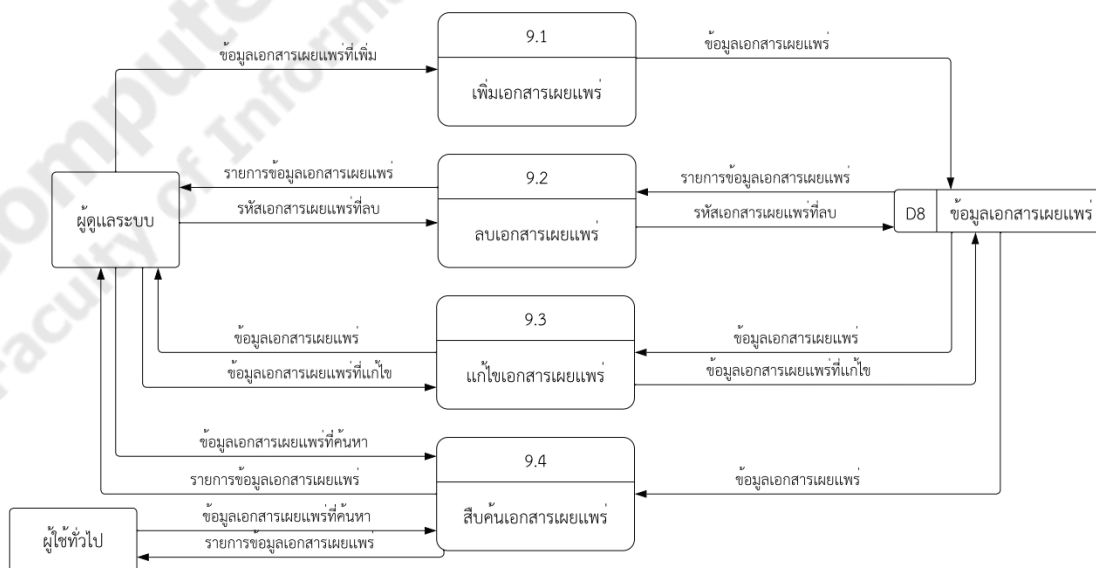 9.1
ข้อมูลเอกสารเผยแพร่ที่เพิ่ม
ข้อมูลเอกสารเผยแพร่
เพิ่มเอกสารเผยแพร่
9.2
รายการข้อมูลเอกสารเผยแพร่
รายการข้อมูลเอกสารเผยแพร่
ผู้ดูแลระบบ
รหัสเอกสารเผยแพร่ที่ลบ
ลบเอกสารเผยแพร่
รหัสเอกสารเผยแพร่ที่ลบ
D8 ข้อมูลเอกสารเผยแพร่
9.3
ข้อมูลเอกสารเผยแพร่
ข้อมูลเอกสารเผยแพร่
ข้อมูลเอกสารเผยแพร่ที่แก้ไข
แก้ไขเอกสารเผยแพร่
ข้อมูลเอกสารเผยแพร่ที่แก้ไข
ข้อมูลเอกสารเผยแพร่ที่ค้นหา
9.4
รายการข้อมูลเอกสารเผยแพร่
ข้อมูลเอกสารเผยแพร่
ข้อมูลเอกสารเผยแพร่ที่ค้นหา
สืบค้นเอกสารเผยแพร่
ผู้ใช้ทั่วไป
รายการข้อมูลเอกสารเผยแพร่